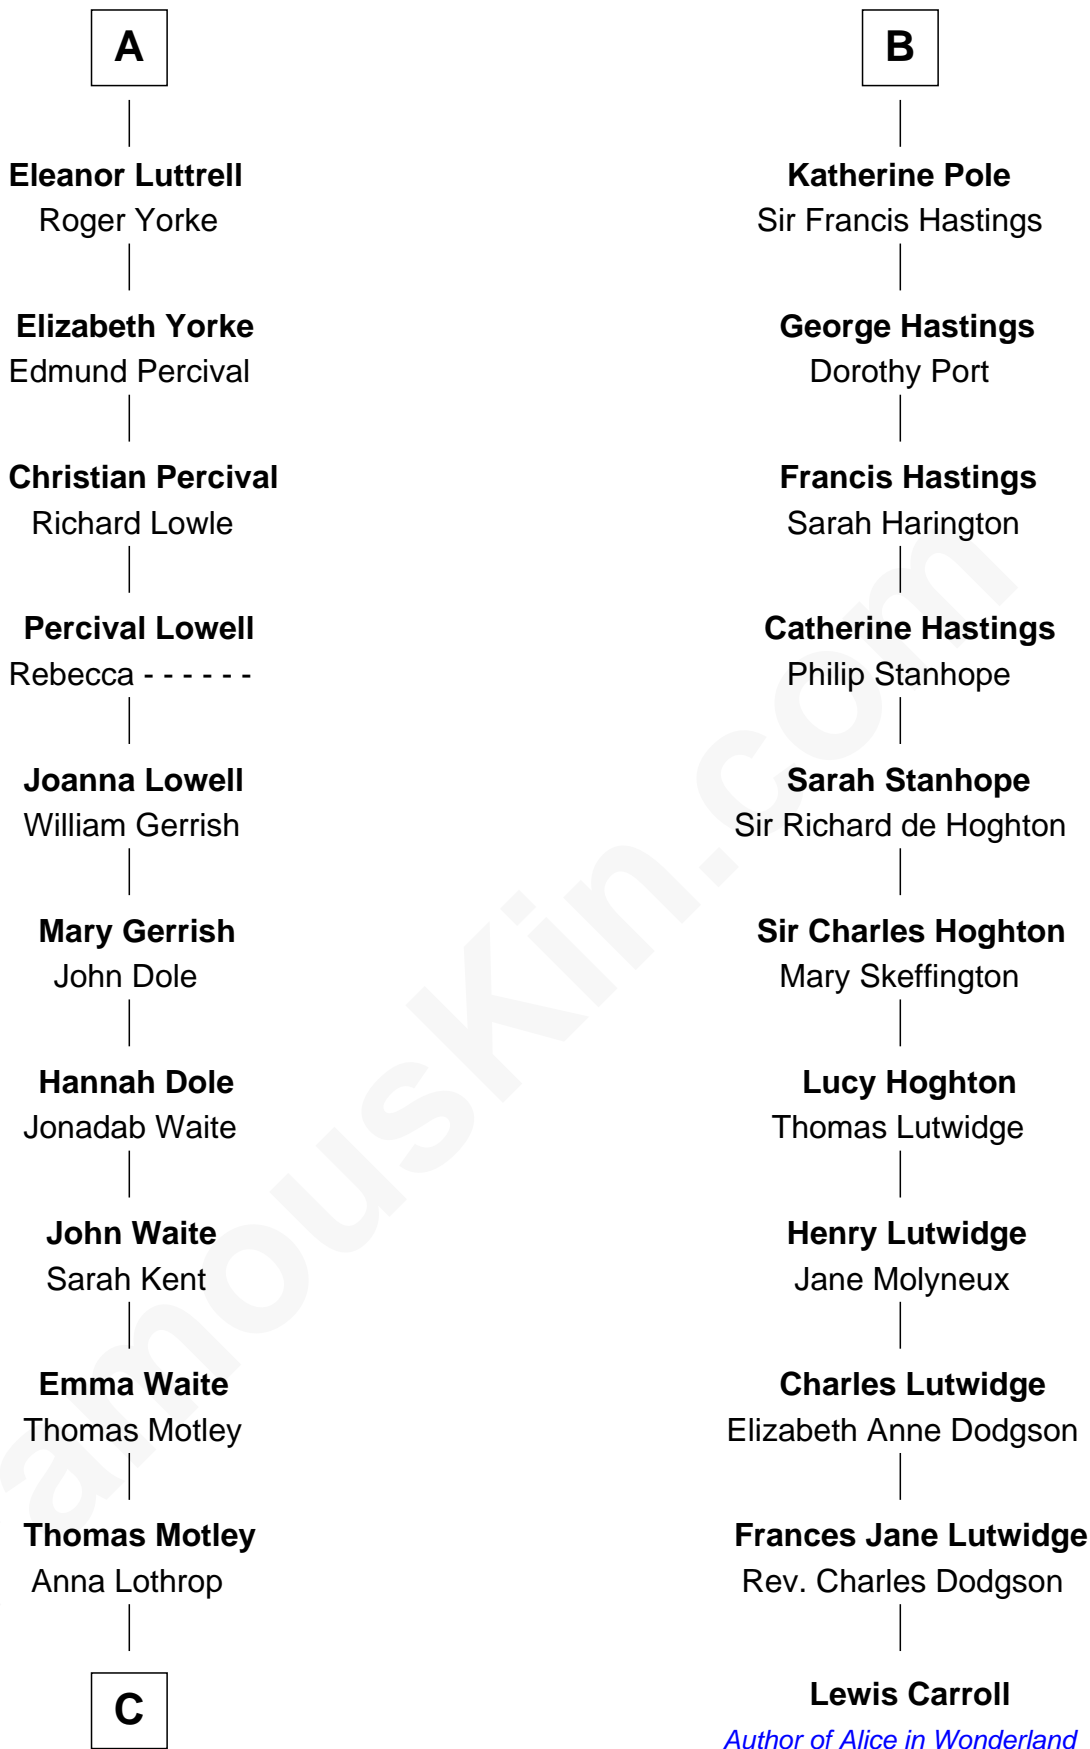 A
Eleanor Luttrell
Roger Yorke
Elizabeth Yorke
Edmund Percival
Christian Percival
Richard Lowle
Percival Lowell
Rebecca - - - - - -
Joanna Lowell
William Gerrish
Mary Gerrish
John Dole
Hannah Dole
Jonadab Waite
John Waite
Sarah Kent
Emma Waite
Thomas Motley
Thomas Motley
Anna Lothrop
C
B
Katherine Pole
Sir Francis Hastings
George Hastings
Dorothy Port
Francis Hastings
Sarah Harington
Catherine Hastings
Philip Stanhope
Sarah Stanhope
Sir Richard de Hoghton
Sir Charles Hoghton
Mary Skeffington
Lucy Hoghton
Thomas Lutwidge
Henry Lutwidge
Jane Molyneux
Charles Lutwidge
Elizabeth Anne Dodgson
Frances Jane Lutwidge
Rev. Charles Dodgson
Lewis Carroll
Author of Alice in Wonderland
amousKin.com